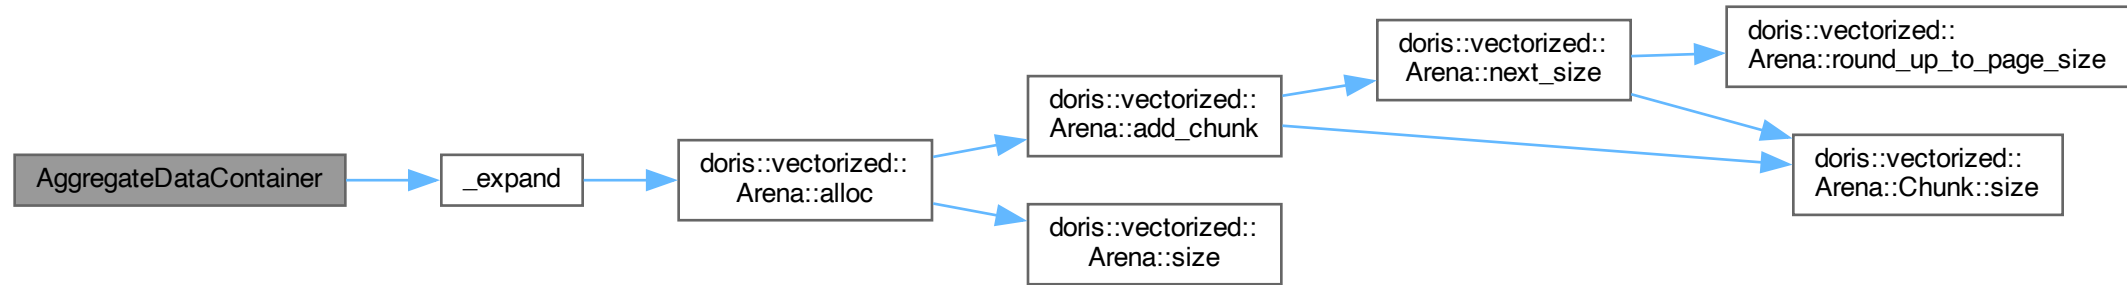 AggregateDataContainer
_expand
doris::vectorized::
Arena::alloc
doris::vectorized::
Arena::add_chunk
doris::vectorized::
Arena::size
doris::vectorized::
Arena::next_size
doris::vectorized::
Arena::round_up_to_page_size
doris::vectorized::
Arena::Chunk::size